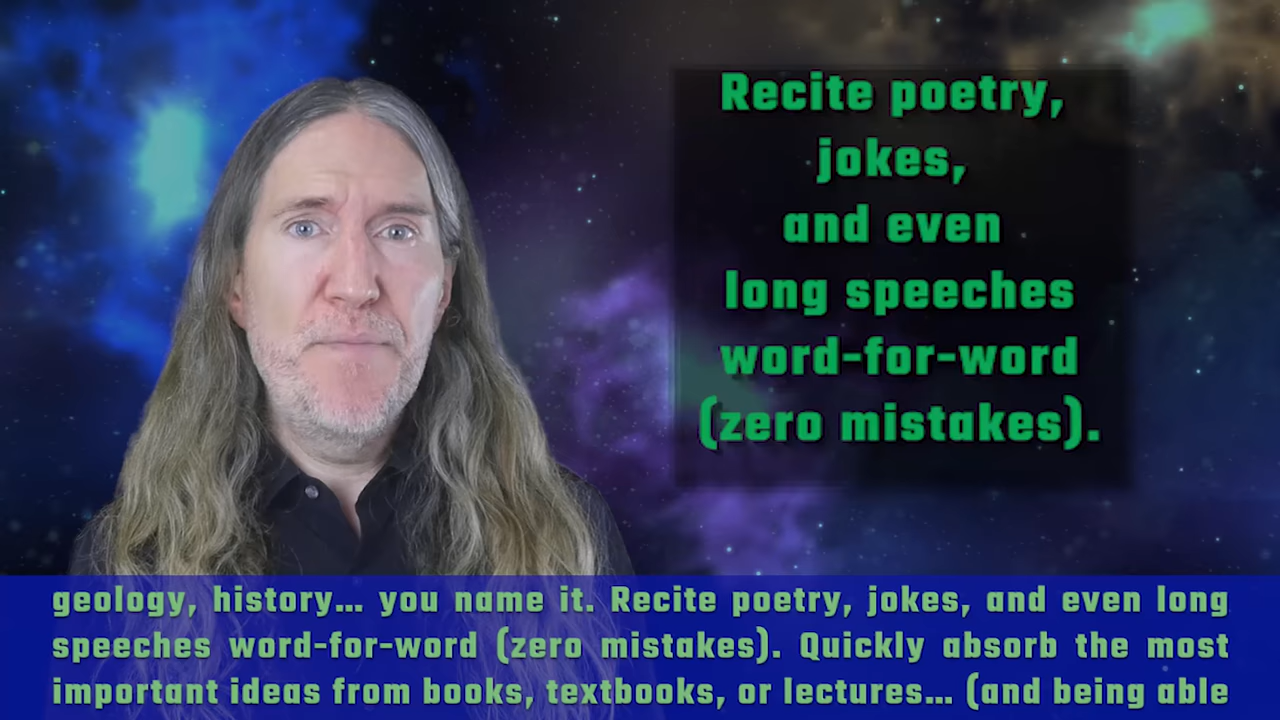 Recite poetry,
jokes,
and even
long speeches
word-for-word
(zero mistakes).
geology, history... you name it. Recite poetry, jokes, and even long
speeches word-for-word (zero mistakes). Quickly absorb the most
important ideas from books, textbooks, or lectures... (and being able